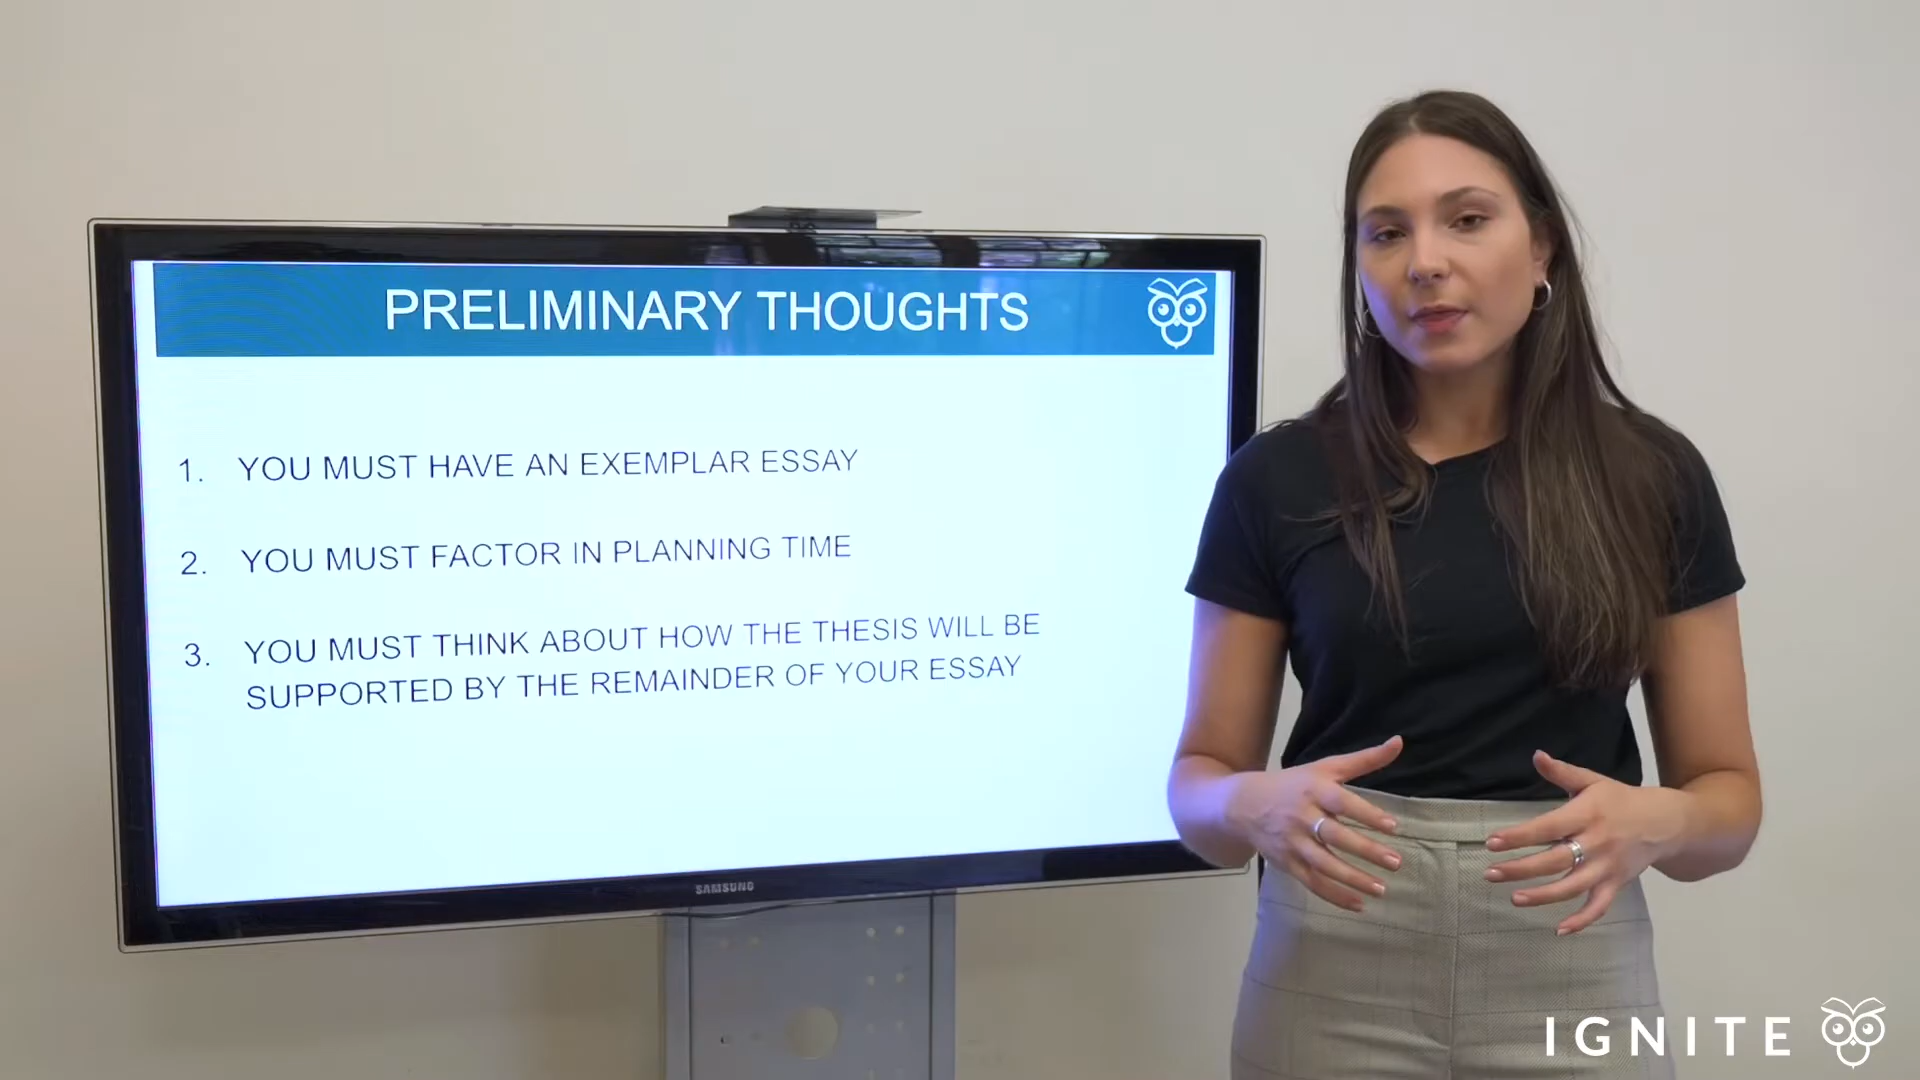 PRELIMINARY THOUGHTS
1. YOU MUST HAVE AN EXEMPLAR ESSAY
2. YOU MUST FACTOR IN PLANNING TIME
3. YOU MUST THINK ABOUT HOW THE THESIS WILL BE
SUPPORTED BY THE REMAINDER OF YOUR ESSAY
SAMSUNG
IGNITE